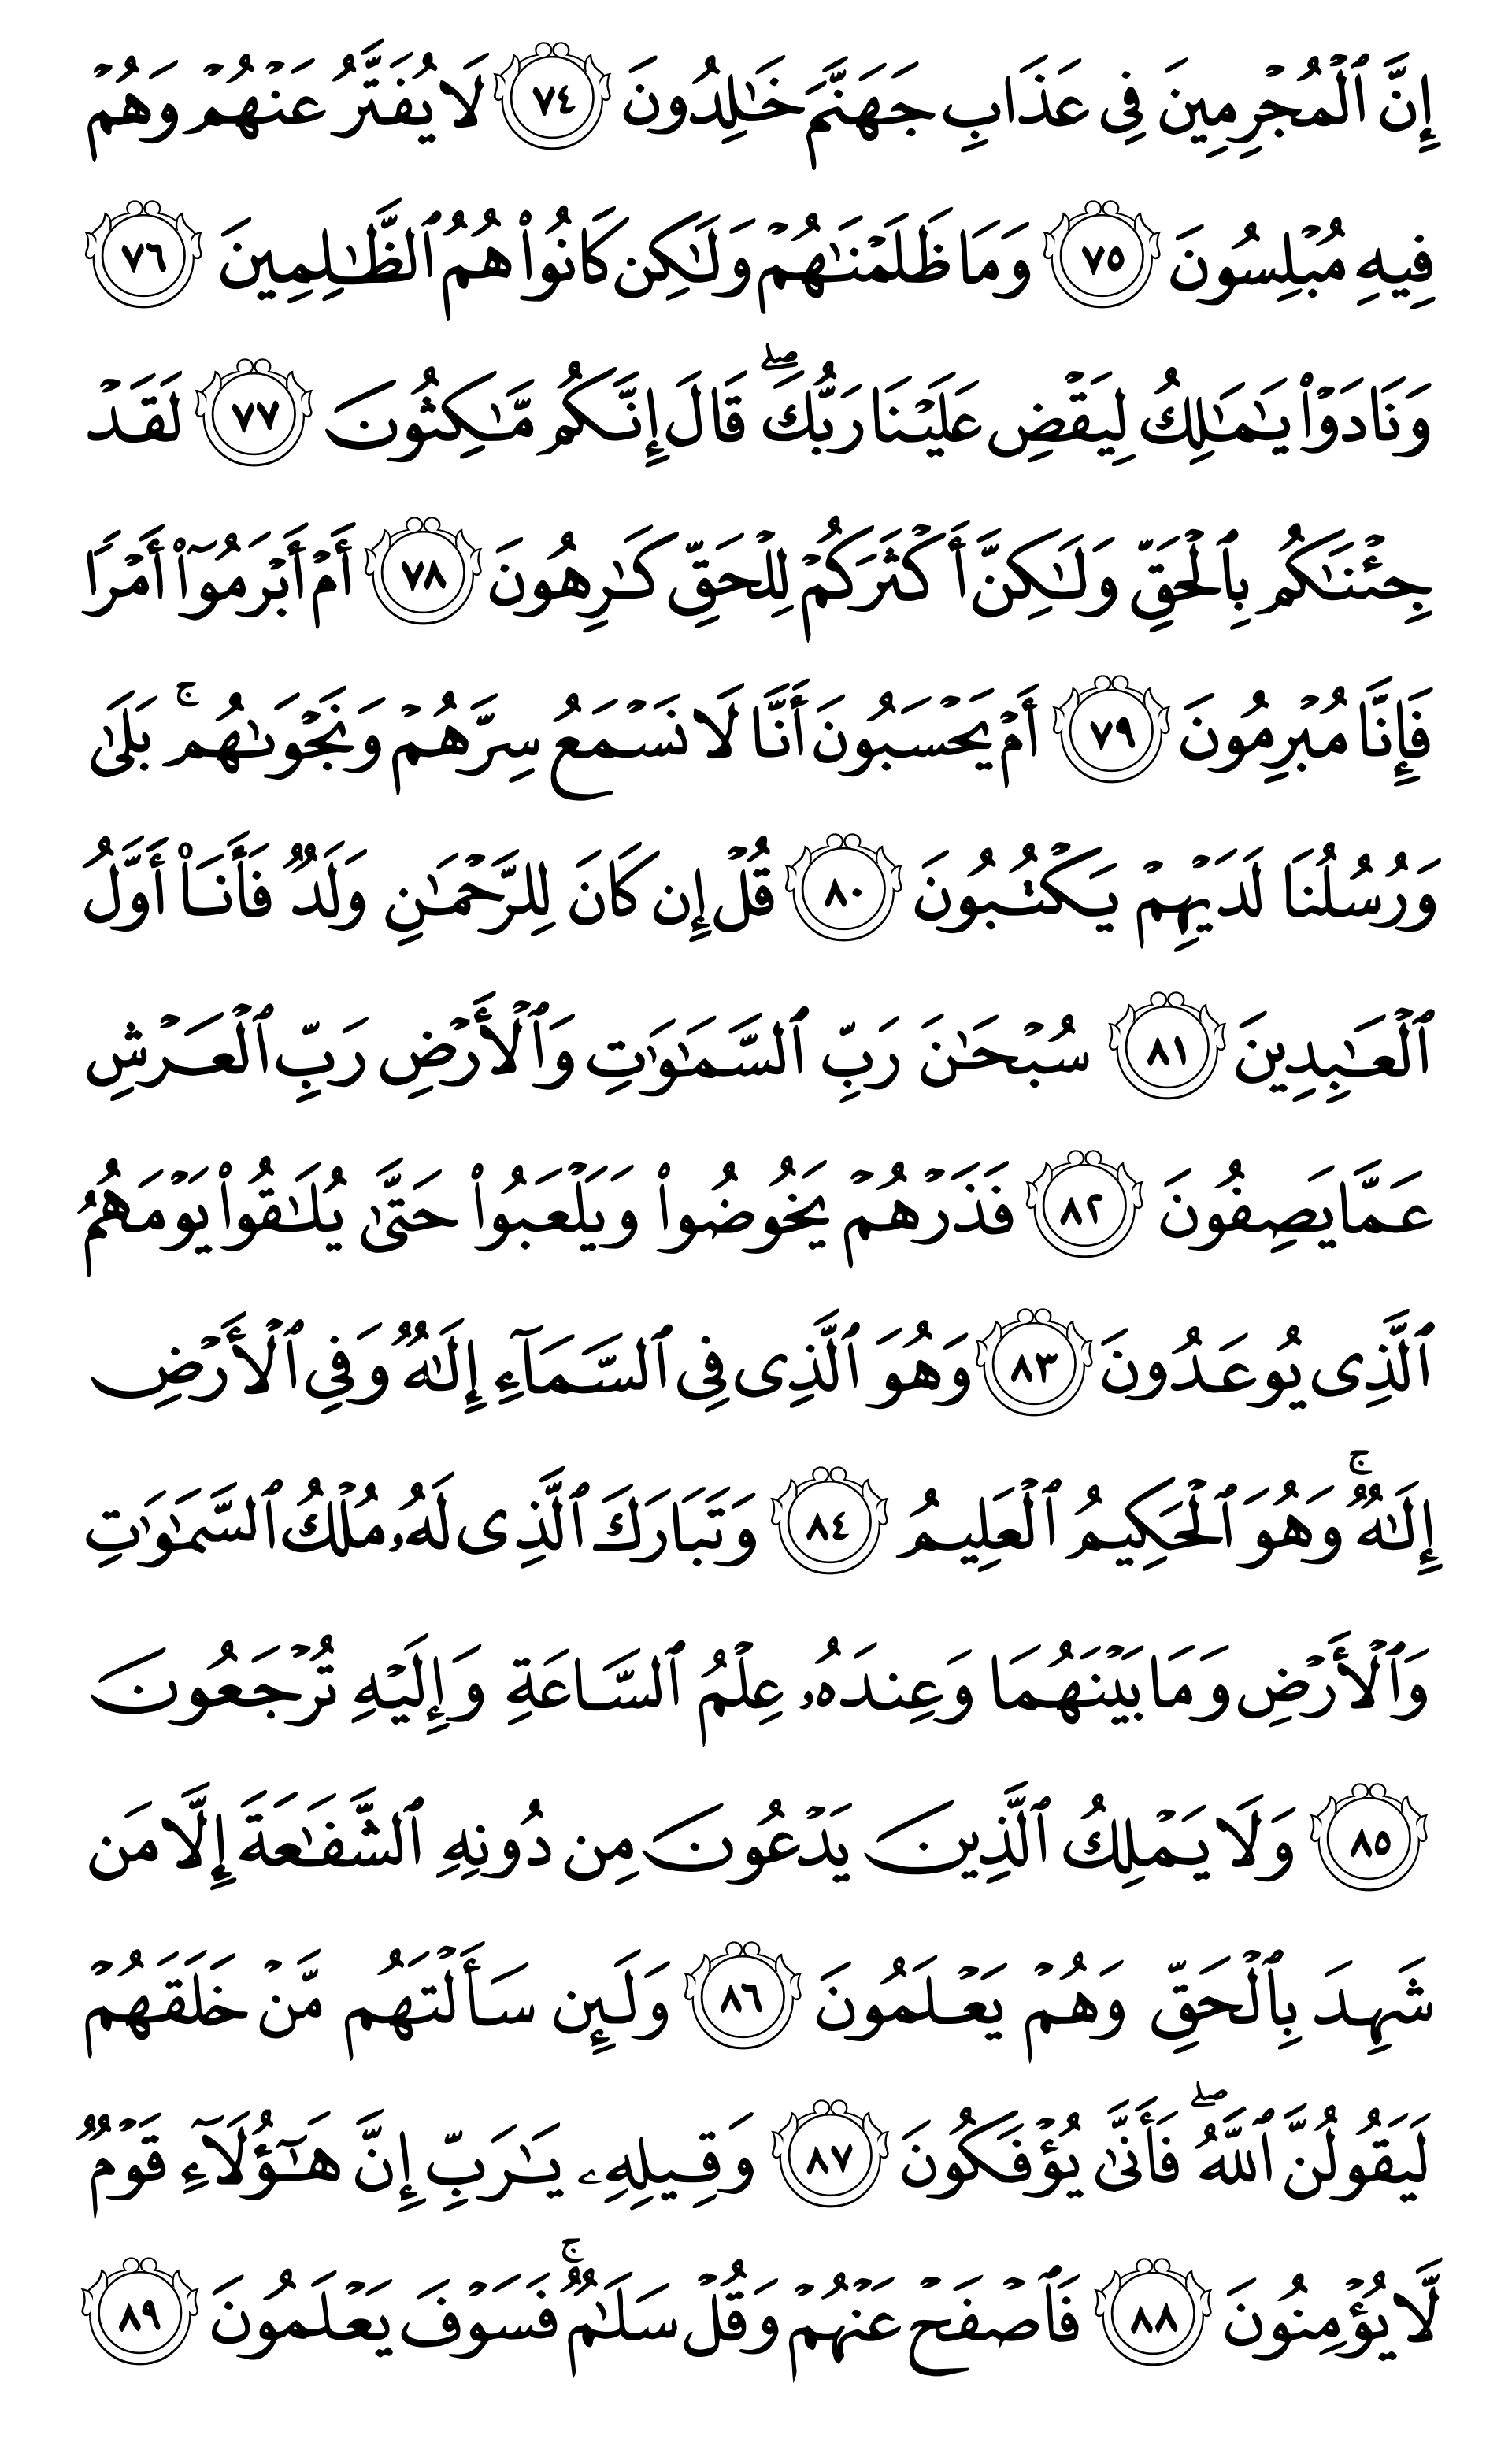 إِنَّ ٱلْمُجْرِمِينَ فِى عَذَابِ جَهَنَّمَ خَـٰلِدُونَ ٧٤ لَا يُفَتَّرُ عَنْهُمْ وَهُمْ
فِيهِ مُبْلِسُونَ ٧٥ وَمَا ظَلَمْنَـٰهُمْ وَلَـٰكِن كَانُوا۟ هُمُ ٱلظَّـٰلِمِينَ ٧٦
وَنَادَوْا۟ يَـٰمَـٰلِكُ لِيَقْضِ عَلَيْنَا رَبُّكَ ۖ قَالَ إِنَّكُم مَّـٰكِثُونَ ٧٧ لَقَدْ
جِئْنَـٰكُم بِٱلْحَقِّ وَلَـٰكِنَّ أَكْثَرَكُمْ لِلْحَقِّ كَـٰرِهُونَ ٧٨ أَمْ أَبْرَمُوٓا۟ أَمْرًا
فَإِنَّا مُبْرِمُونَ ٧٩ أَمْ يَحْسَبُونَ أَنَّا لَا نَسْمَعُ سِرَّهُمْ وَنَجْوَىٰهُم ۚ بَلَىٰ
وَرُسُلُنَا لَدَيْهِمْ يَكْتُبُونَ ٨٠ قُلْ إِن كَانَ لِلرَّحْمَـٰنِ وَلَدٌ فَأَنَا۠ أَوَّلُ
ٱلْعَـٰبِدِينَ ٨١ سُبْحَـٰنَ رَبِّ ٱلسَّمَـٰوَٰتِ وَٱلْأَرْضِ رَبِّ ٱلْعَرْشِ
عَمَّا يَصِفُونَ ٨٢ فَذَرْهُمْ يَخُوضُوا۟ وَيَلْعَبُوا۟ حَتَّىٰ يُلَـٰقُوا۟ يَوْمَهُمُ
ٱلَّذِى يُوعَدُونَ ٨٣ وَهُوَ ٱلَّذِى فِى ٱلسَّمَآءِ إِلَـٰهٌ وَفِى ٱلْأَرْضِ
إِلَـٰهٌ ۚ وَهُوَ ٱلْحَكِيمُ ٱلْعَلِيمُ ٨٤ وَتَبَارَكَ ٱلَّذِى لَهُۥ مُلْكُ ٱلسَّمَـٰوَٰتِ
وَٱلْأَرْضِ وَمَا بَيْنَهُمَا وَعِندَهُۥ عِلْمُ ٱلسَّاعَةِ وَإِلَيْهِ تُرْجَعُونَ
٨٥ وَلَا يَمْلِكُ ٱلَّذِينَ يَدْعُونَ مِن دُونِهِ ٱلشَّفَـٰعَةَ إِلَّا مَن
شَهِدَ بِٱلْحَقِّ وَهُمْ يَعْلَمُونَ ٨٦ وَلَئِن سَأَلْتَهُم مَّنْ خَلَقَهُمْ
لَيَقُولُنَّ ٱللَّهُ ۖ فَأَنَّىٰ يُؤْفَكُونَ ٨٧ وَقِيلِهِۦ يَـٰرَبِّ إِنَّ هَـٰٓؤُلَآءِ قَوْمٌ
لَّا يُؤْمِنُونَ ٨٨ فَٱصْفَحْ عَنْهُمْ وَقُلْ سَلَـٰمٌ ۚ فَسَوْفَ يَعْلَمُونَ ٨٩